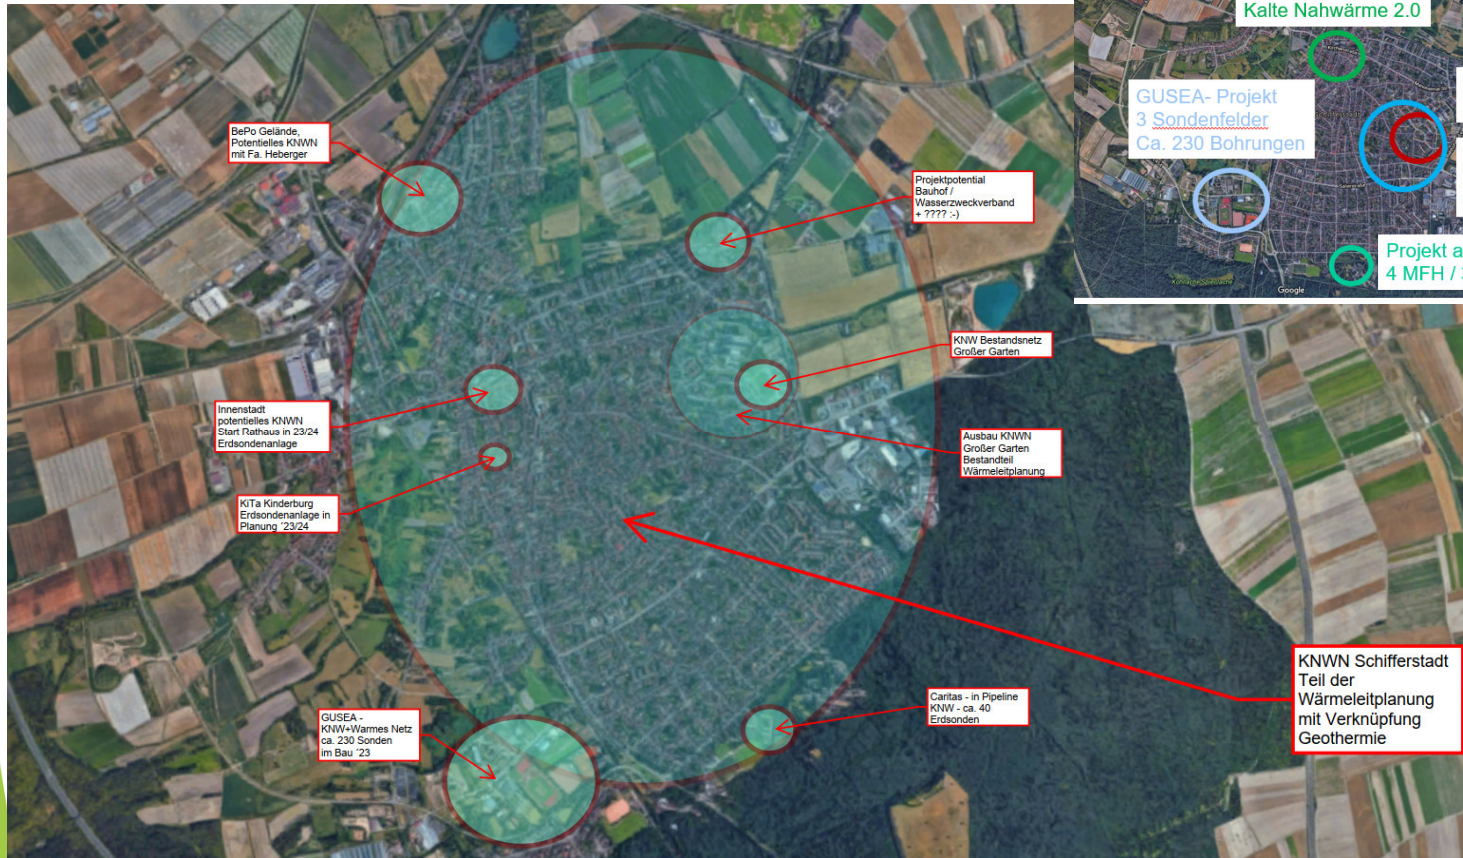 Kalte Nahwärme 2.0
GUSEA- Projekt
3 Sondenfelder
Ca. 230 Bohrungen
Projekt a
4 MFH / 3
Google
BePo Gelände,
Potentielles KNWN
mit Fa. Heberger
Projektpotential
Bauhof /
Wasserzweckverband
+ ???? :-)
KNW Bestandsnetz
Großer Garten
Innenstadt
potentielles KNWN
Start Rathaus in 23/24
Erdsondenanlage
Ausbau KNWN
Großer Garten
Bestandteil
Wärmeleitplanung
KiTa Kinderburg
Erdsondenanlage in
Planung '23/24
KNWN Schifferstadt
Teil der
Wärmeleitplanung
mit Verknüpfung
Geothermie
Caritas - in Pipeline
KNW - ca. 40
Erdsonden
GUSEA -
KNW+Warmes Netz
ca. 230 Sonden
im Bau '23